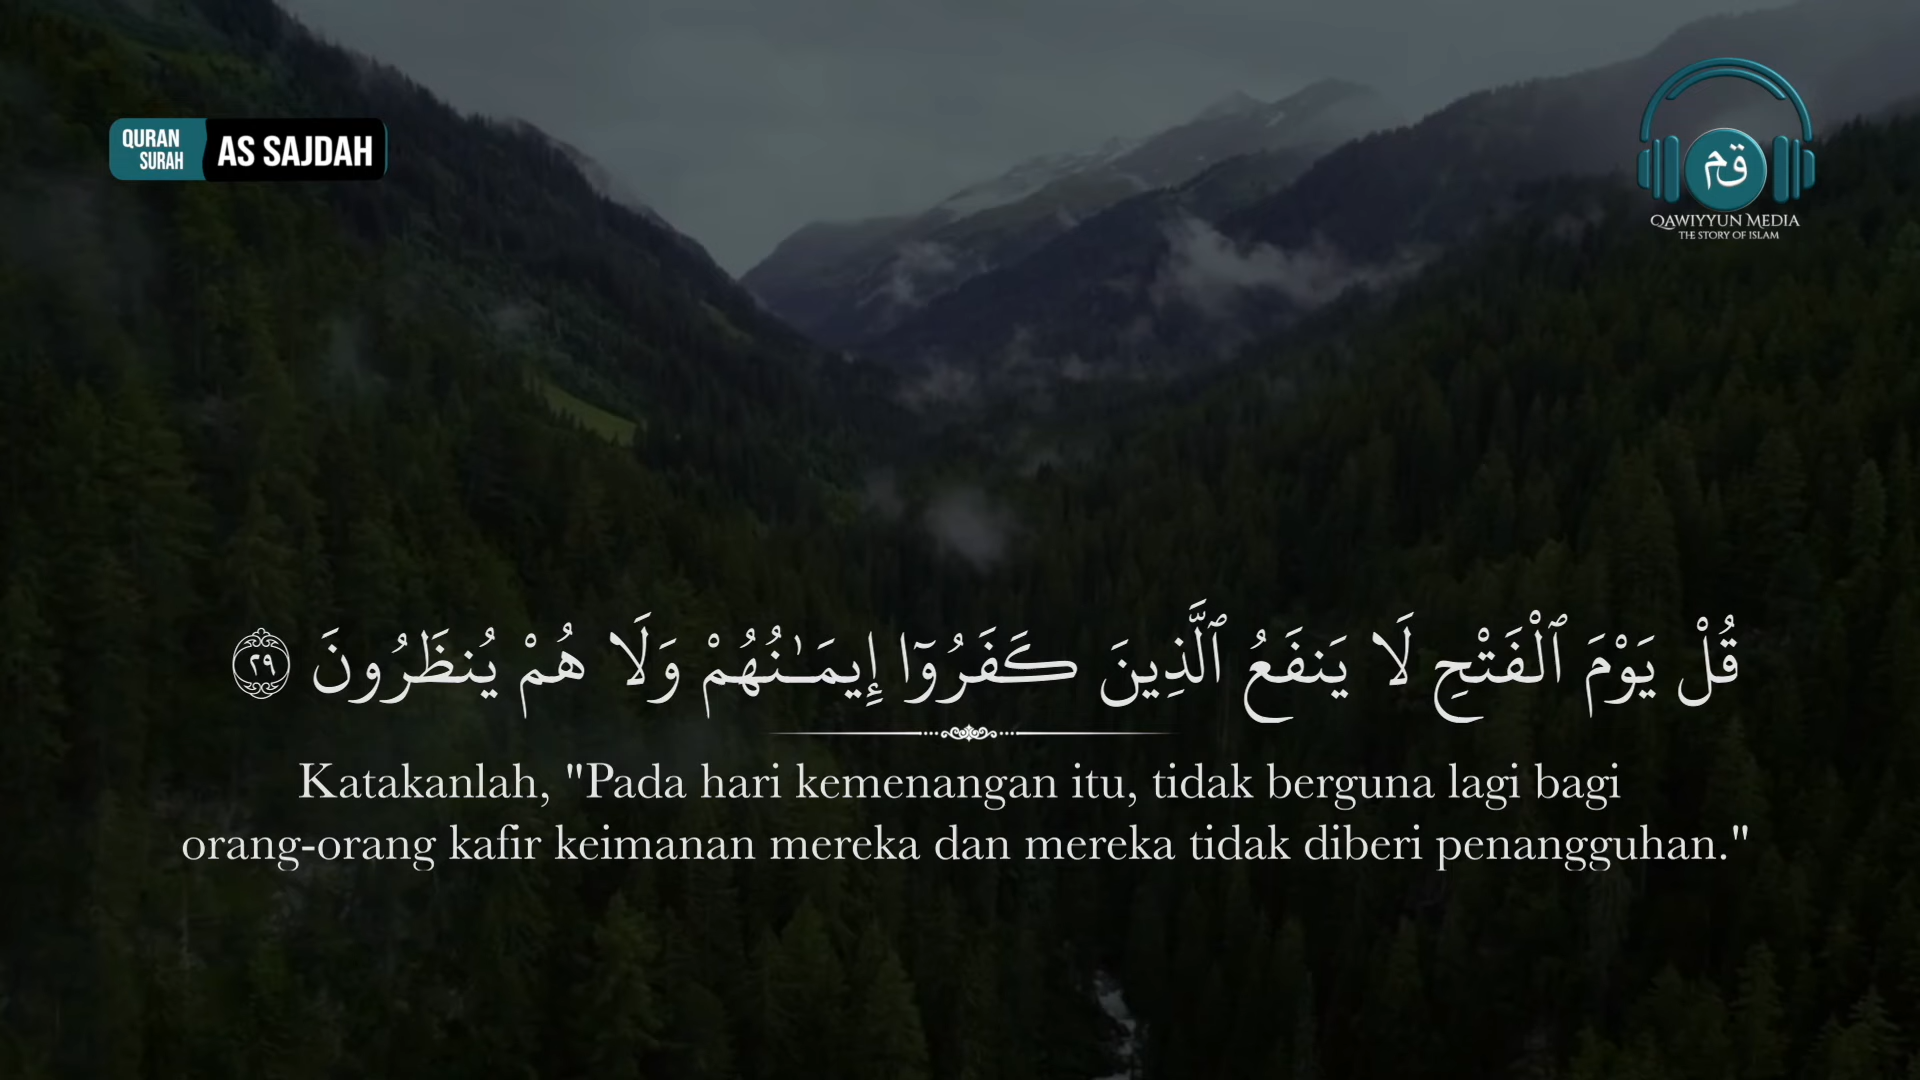 QURAN
SURAH
AS SAJDAH
قم
QAWIYYUN MEDIA
THE STORY OF ISLAM
قُلْ يَوْمَ ٱلْفَتْحِ لَا يَنفَعُ ٱلَّذِينَ كَفَرُوٓا۟ إِيمَـٰنُهُمْ وَلَا هُمْ يُنظَرُونَ ٢٩
Katakanlah, "Pada hari kemenangan itu, tidak berguna lagi bagi
orang-orang kafir keimanan mereka dan mereka tidak diberi penangguhan."